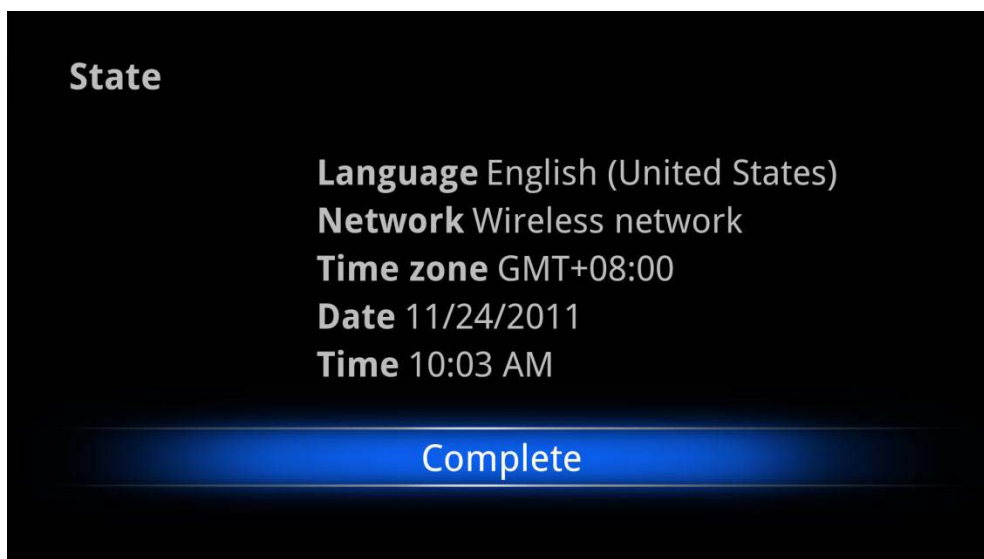 State
Language English (United States)
Network Wireless network
Time zone GMT+08:00
Date 11/24/2011
Time 10:03 AM
Complete